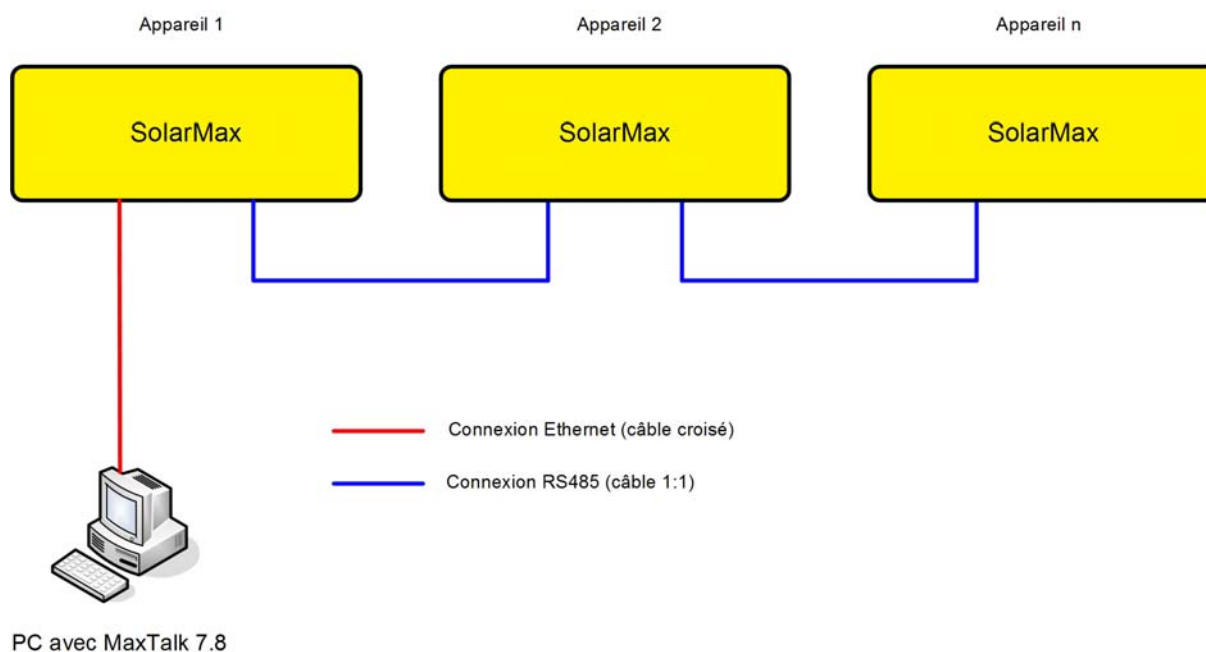 Appareil 1
Appareil 2
Appareil n
SolarMax
SolarMax
SolarMax
Connexion Ethernet (câble croisé)
Connexion RS485 (câble 1:1)
PC avec MaxTalk 7.8